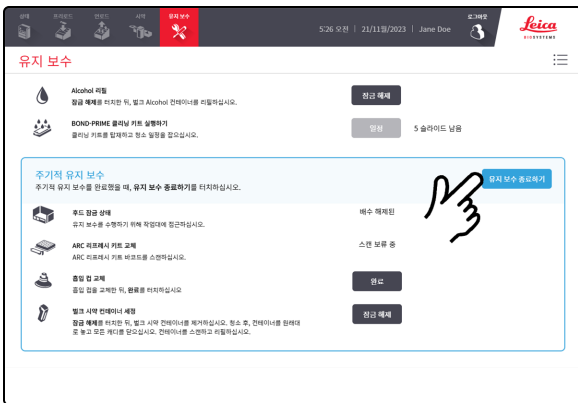 상태 프리로드 언로드 시약 유지 보수 로그아웃
5:26 오전 | 21/11월/2023 | Jane Doe
Leica
BIOSYSTEMS
유지 보수
Alcohol 리필
잠금 해제를 터치한 뒤, 벌크 Alcohol 컨테이너를 리필하십시오.
잠금 해제
BOND-PRIME 클리닝 키트 실행하기
클리닝 키트를 탑재하고 청소 일정을 잡으십시오.
일정 5 슬라이드 남음
주기적 유지 보수
주기적 유지 보수를 완료했을 때, 유지 보수 종료하기를 터치하십시오.
유지 보수 종료하기
후드 잠금 상태
유지 보수를 수행하기 위해 작업대에 접근하십시오.
배수 해제된
ARC 리프레시 키트 교체
ARC 리프레시 키트 바코드를 스캔하십시오.
스캔 보류 중
흡입 컵 교체
흡입 컵을 교체한 뒤, 완료를 터치하십시오
완료
벌크 시약 컨테이너 세정
잠금 해제를 터치한 뒤, 벌크 시약 컨테이너를 제거하십시오. 청소 후, 컨테이너를 원래대
로 놓고 모든 캐디를 닫으십시오. 컨테이너를 스캔하고 리필하십시오.
잠금 해제